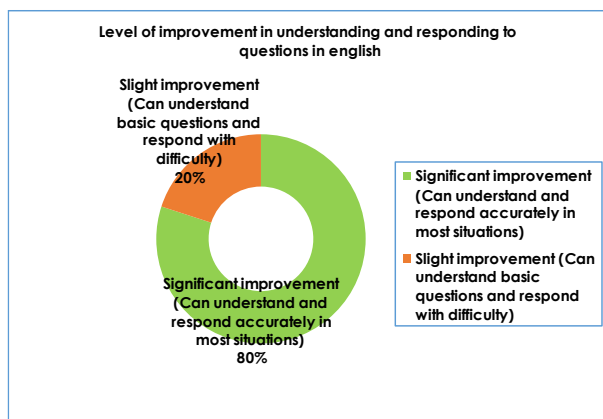 Level of improvement in understanding and responding to
questions in english
Slight improvement
(Can understand
basic questions and
respond with
difficulty)
20%
Significant improvement
(Can understand and
respond accurately in
most situations)
80%
Significant improvement
(Can understand and
respond accurately in
most situations)
Slight improvement (Can
understand basic
questions and respond
with difficulty)